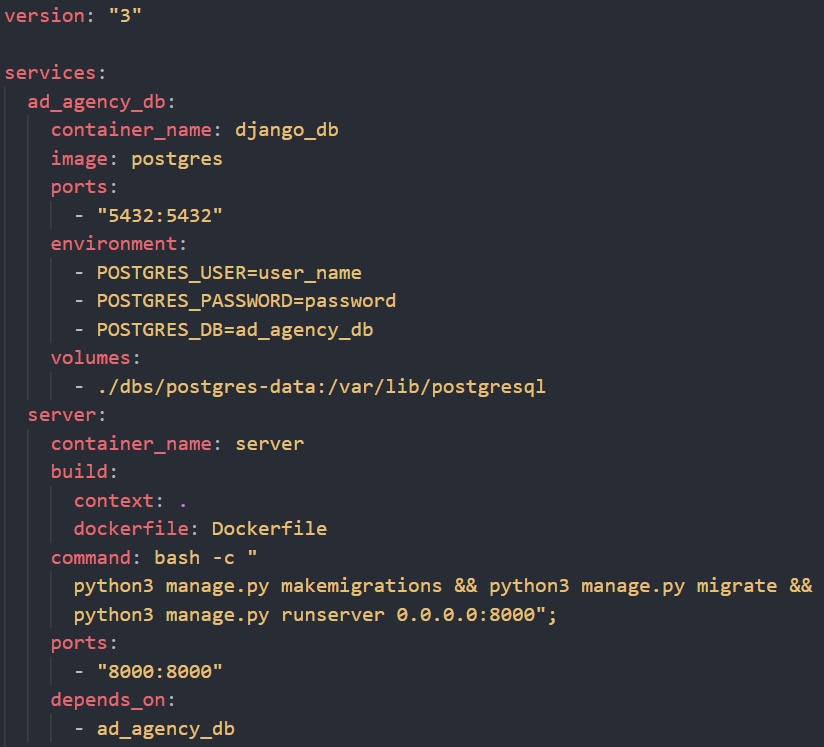 version: "3"
services:
ad_agency_db:
container_name: django_db
image: postgres
ports:
- "5432:5432"
environment:
- POSTGRES_USER=user_name
- POSTGRES_PASSWORD=password
- POSTGRES_DB=ad_agency_db
volumes:
- ./dbs/postgres-data:/var/lib/postgresql
server:
container_name: server
build:
context: .
dockerfile: Dockerfile
command: bash -c "
python3 manage.py makemigrations && python3 manage.py migrate &&
python3 manage.py runserver 0.0.0.0:8000";
ports:
- "8000:8000"
depends_on:
- ad_agency_db